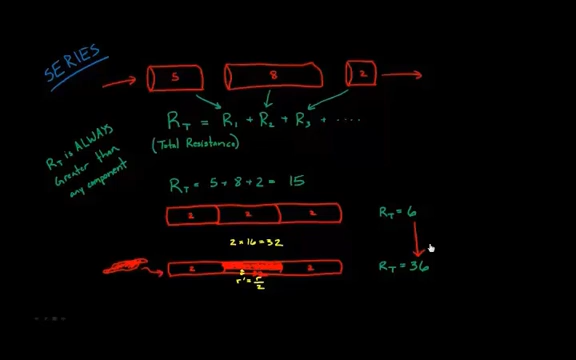 SERIES
5 8 2
R_T = R_1 + R_2 + R_3 + ....
(Total Resistance)
R_T is ALWAYS
Greater than
any component
R_T = 5 + 8 + 2 = 15
2 2 2
R_T = 6
2 × 16 = 32
2 2
r' = r/2
R_T = 36